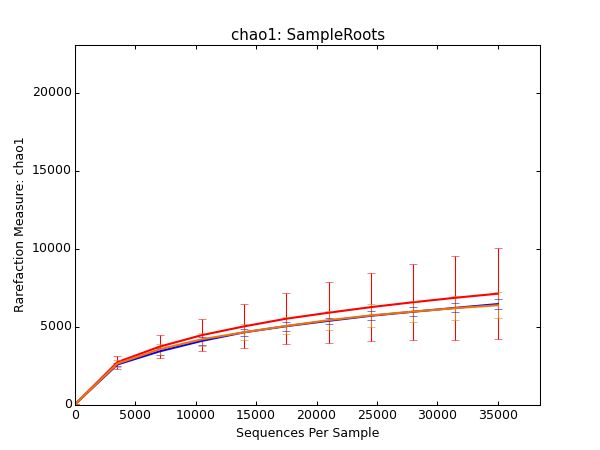 chao1: SampleRoots
20000
15000
10000
5000
0
Rarefaction Measure: chao1
0 5000 10000 15000 20000 25000 30000 35000
Sequences Per Sample